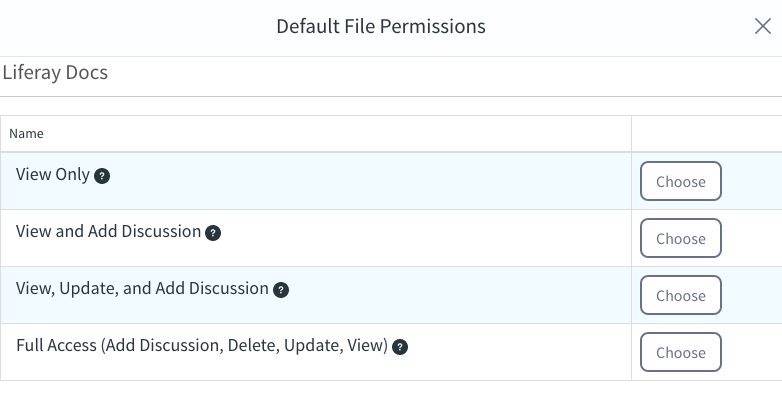 Default File Permissions
Liferay Docs
Name
View Only ?
Choose
View and Add Discussion ?
Choose
View, Update, and Add Discussion ?
Choose
Full Access (Add Discussion, Delete, Update, View) ?
Choose